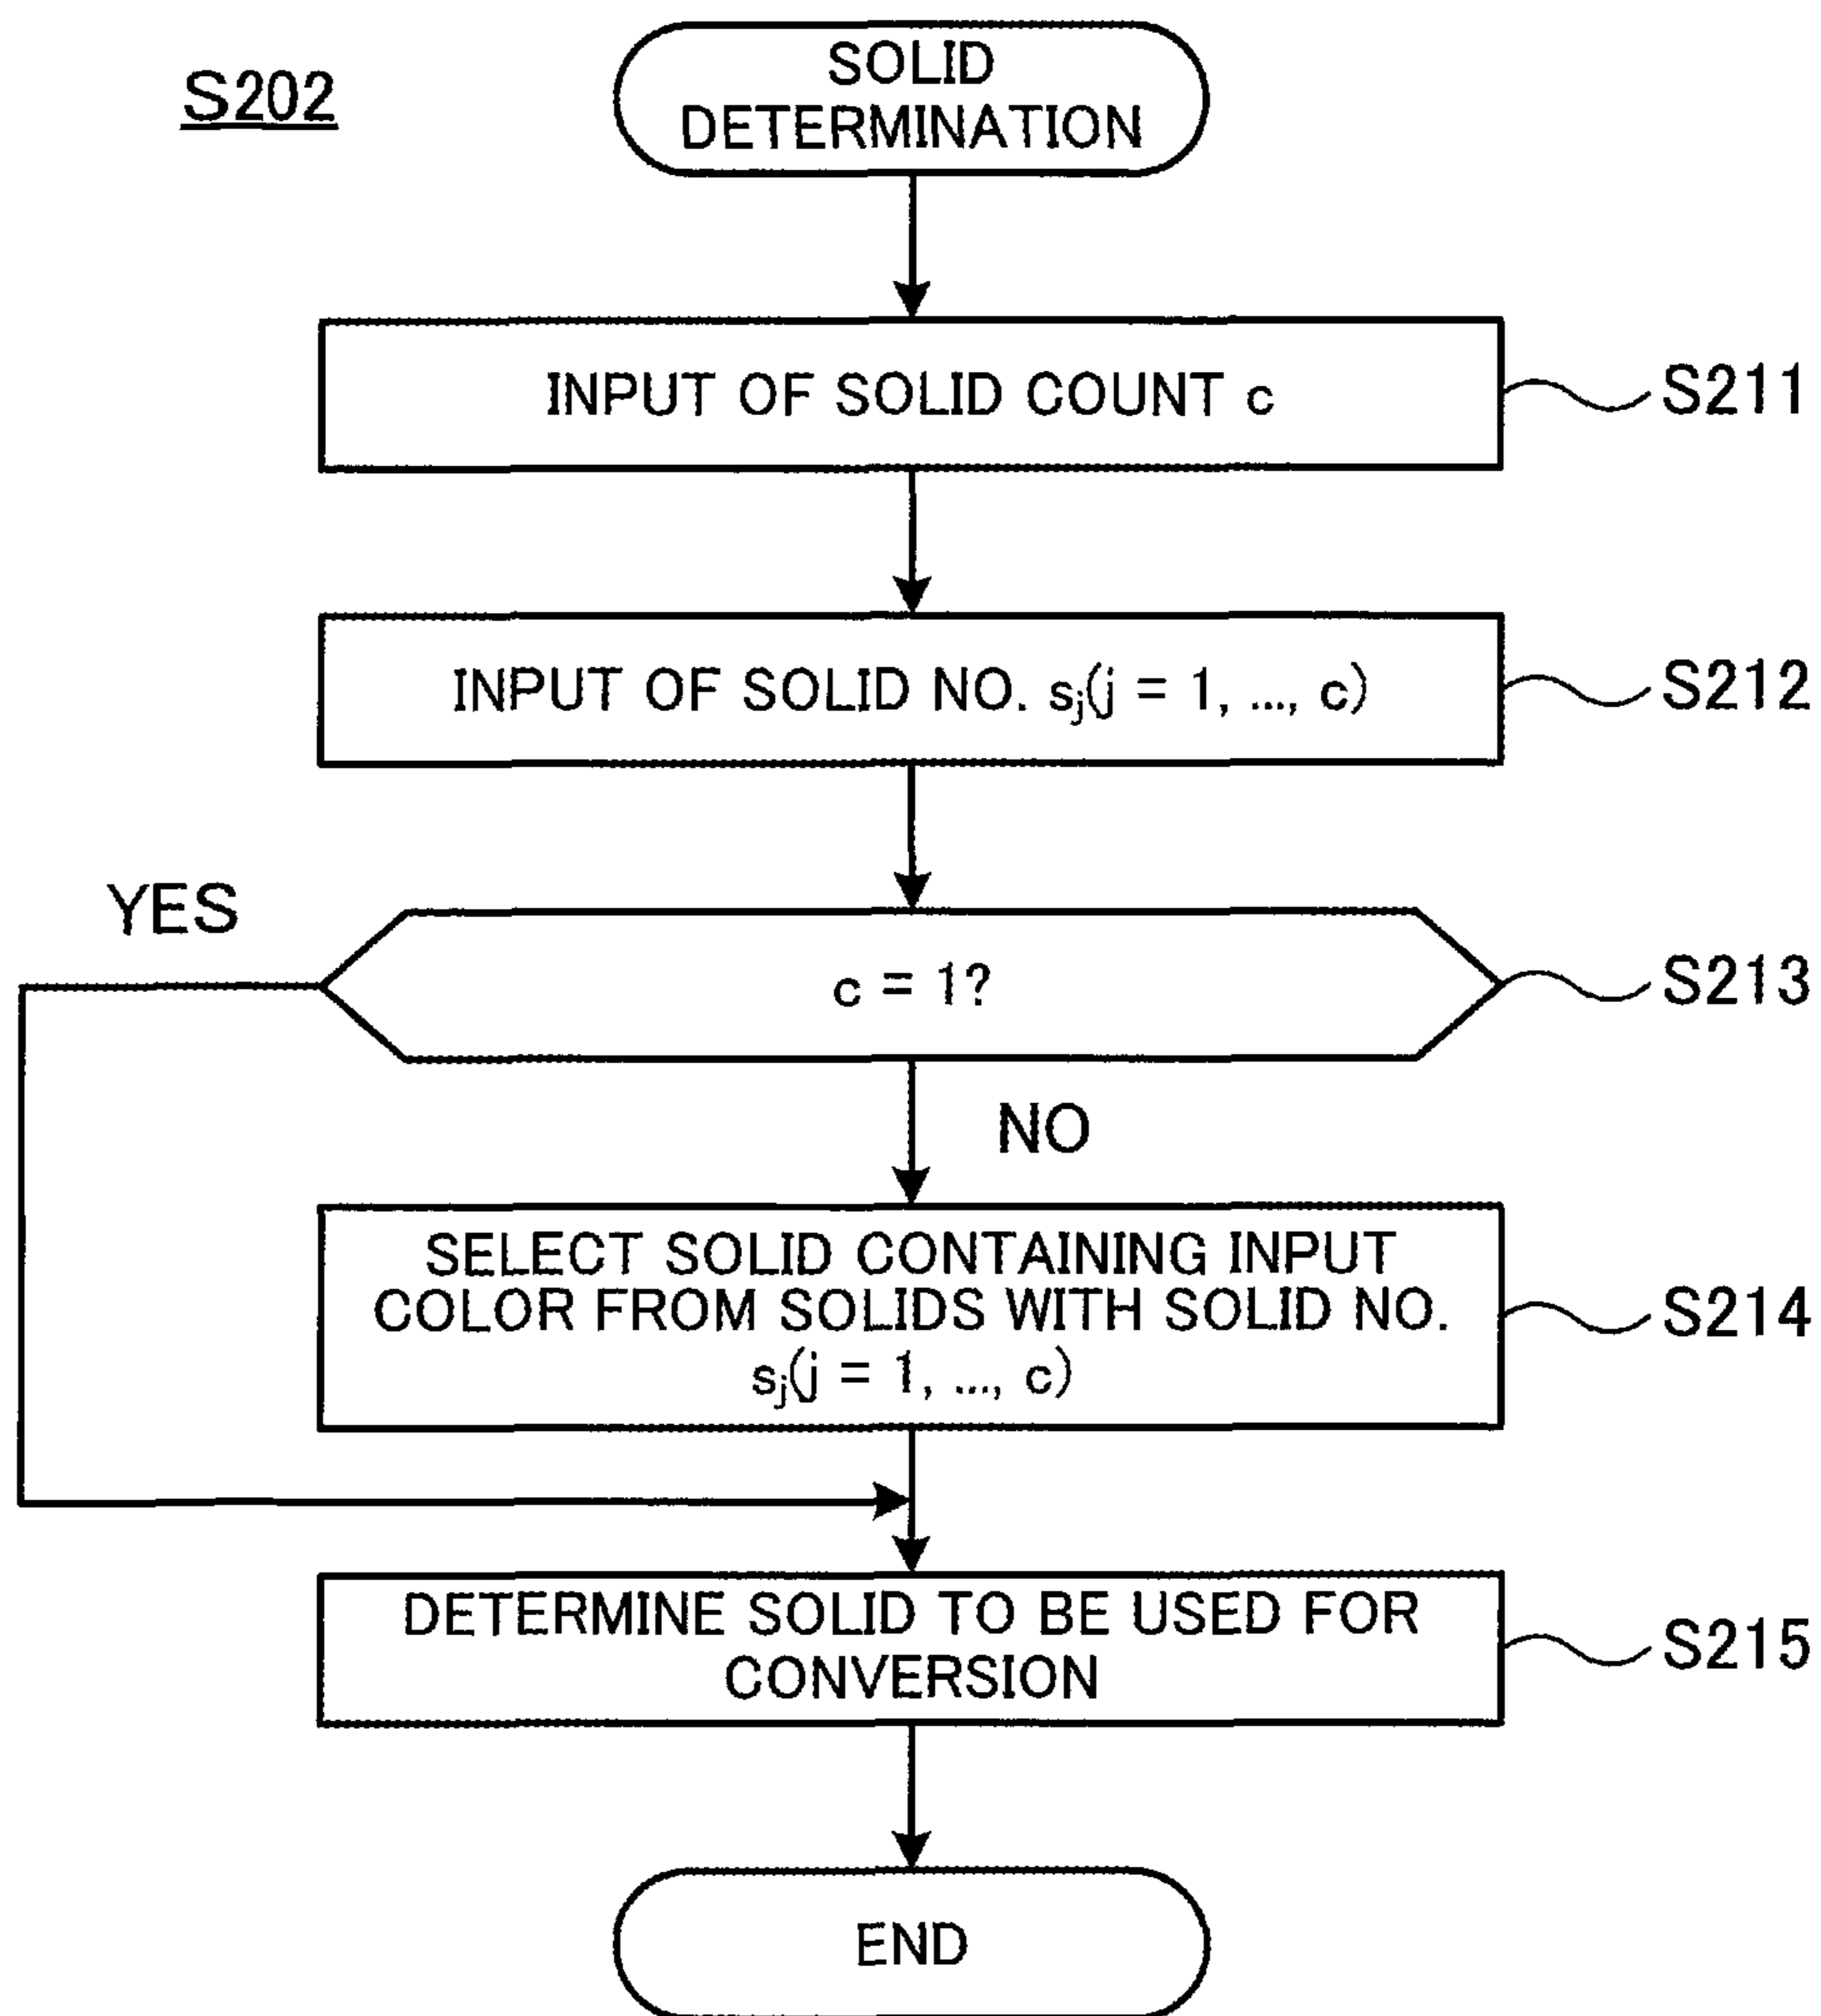 S202
SOLID
DETERMINATION
INPUT OF SOLID COUNT c
S211
INPUT OF SOLID NO. sj(j = 1, ..., c)
S212
YES
c = 1?
S213
NO
SELECT SOLID CONTAINING INPUT
COLOR FROM SOLIDS WITH SOLID NO.
sj(j = 1, ..., c)
S214
DETERMINE SOLID TO BE USED FOR
CONVERSION
S215
END